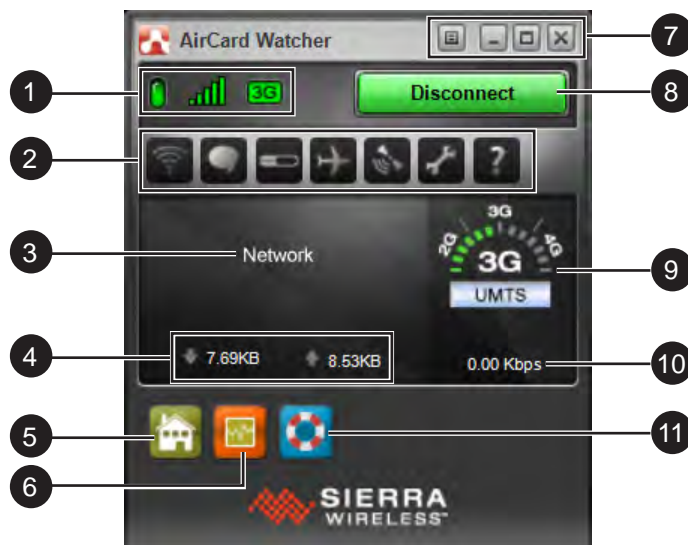 AirCard Watcher
7
1
3G
Disconnect
8
2
?
3
Network
2G
3G
4G
3G
UMTS
9
4
7.69KB
8.53KB
0.00 Kbps
10
5
11
6
SIERRA
WIRELESS™